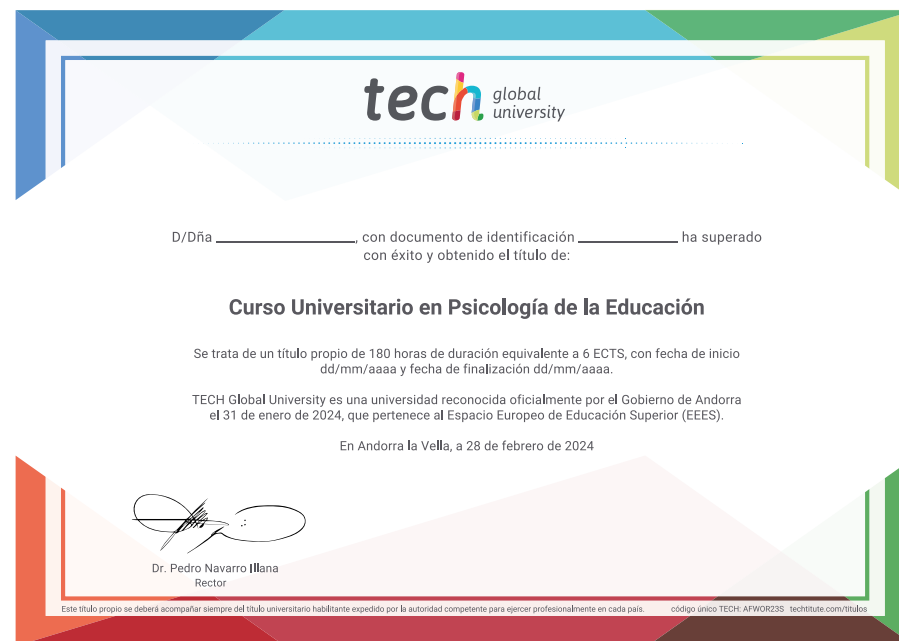 tech global university
D/Dña ______________, con documento de identificación __________ ha superado
con éxito y obtenido el título de:
Curso Universitario en Psicología de la Educación
Se trata de un título propio de 180 horas de duración equivalente a 6 ECTS, con fecha de inicio
dd/mm/aaaa y fecha de finalización dd/mm/aaaa.
TECH Global University es una universidad reconocida oficialmente por el Gobierno de Andorra
el 31 de enero de 2024, que pertenece al Espacio Europeo de Educación Superior (EEES).
En Andorra la Vella, a 28 de febrero de 2024
Dr. Pedro Navarro Illana
Rector
Este título propio se deberá acompañar siempre del título universitario habilitante expedido por la autoridad competente para ejercer profesionalmente en cada país. código único TECH: AFWOR23S techtitute.com/titulos